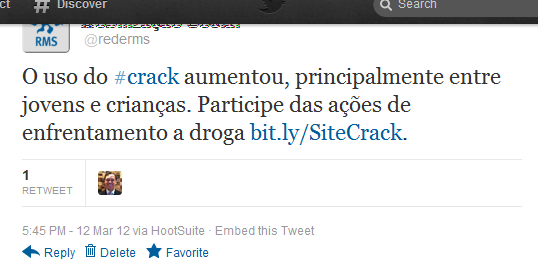 ct Discover Search
RMS
@rederms
O uso do #crack aumentou, principalmente entre
jovens e crianças. Participe das ações de
enfrentamento a droga bit.ly/SiteCrack.
1
RETWEET
5:45 PM - 12 Mar 12 via HootSuite · Embed this Tweet
Reply Delete Favorite